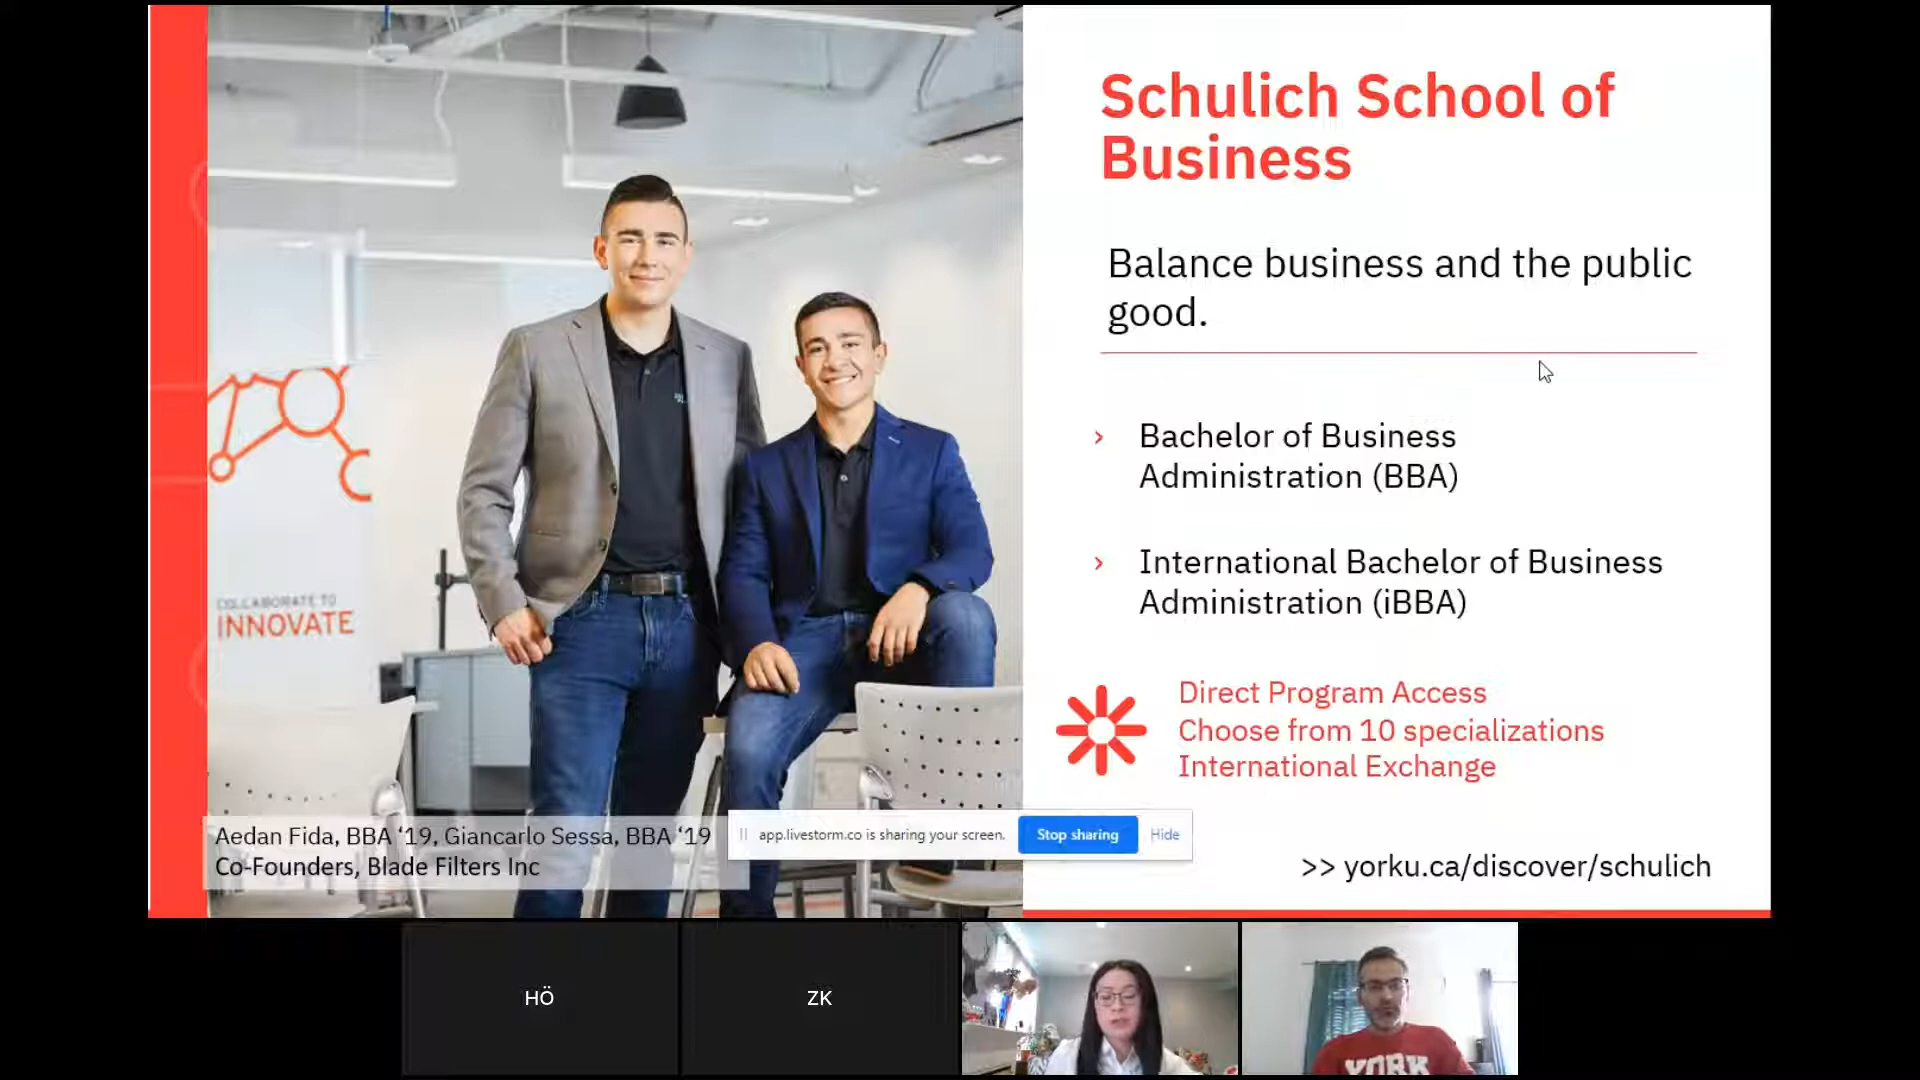 Schulich School of
Business
Balance business and the public
good.
› Bachelor of Business
Administration (BBA)
› International Bachelor of Business
Administration (iBBA)
Direct Program Access
Choose from 10 specializations
International Exchange
>> yorku.ca/discover/schulich
COLLABORATE TO
INNOVATE
Aedan Fida, BBA ‘19, Giancarlo Sessa, BBA ‘19
Co-Founders, Blade Filters Inc
app.livestorm.co is sharing your screen.
Stop sharing
Hide
HÖ
ZK
YORK